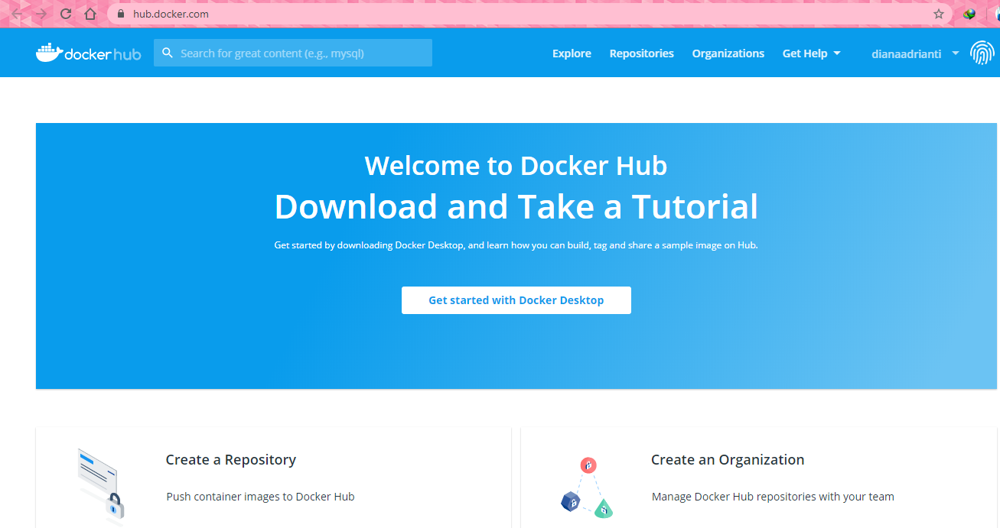 hub.docker.com
docker hub
Search for great content (e.g., mysql)
Explore
Repositories
Organizations
Get Help
dianaadrianti
Welcome to Docker Hub
Download and Take a Tutorial
Get started by downloading Docker Desktop, and learn how you can build, tag and share a sample image on Hub.
Get started with Docker Desktop
Create a Repository
Push container images to Docker Hub
Create an Organization
Manage Docker Hub repositories with your team